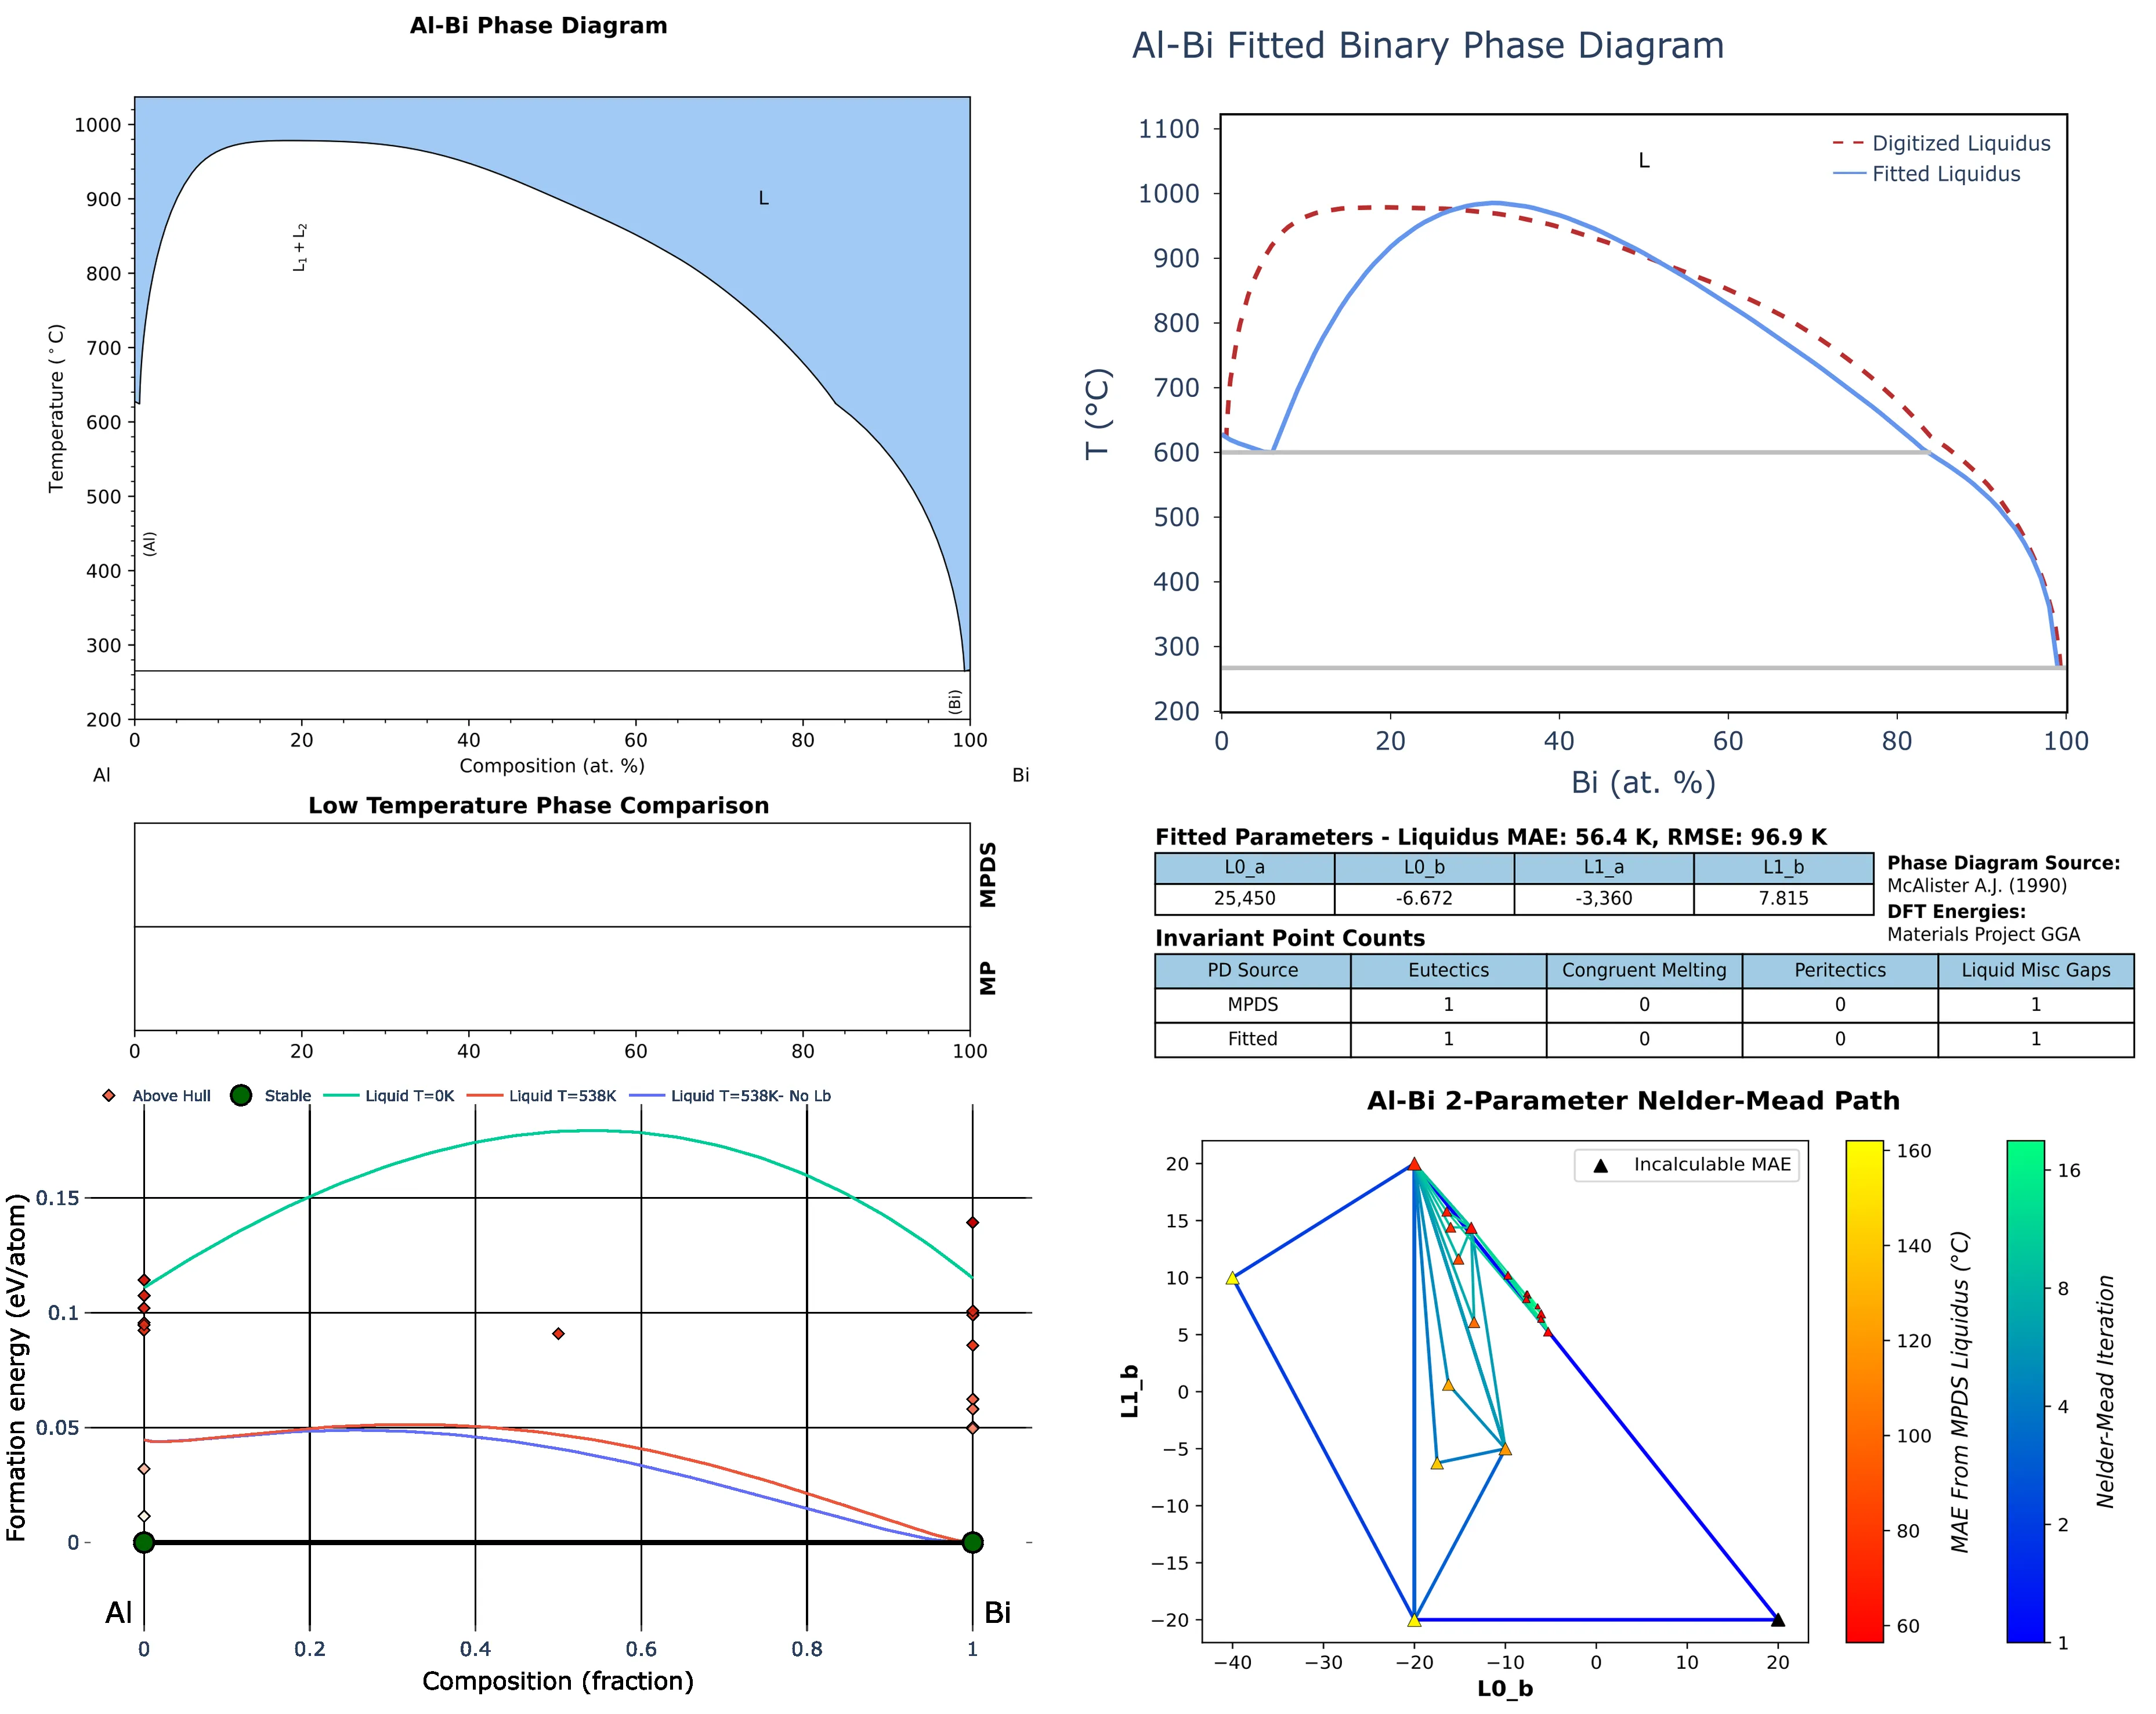 Al-Bi Phase Diagram
1000
900
800
700
600
500
400
300
200
Temperature (°C)
L
L1 + L2
(Al)
(Bi)
0 20 40 60 80 100
Composition (at. %)
Al Bi
Al-Bi Fitted Binary Phase Diagram
1100
1000
900
800
700
600
500
400
300
200
T (°C)
L
Digitized Liquidus
Fitted Liquidus
0 20 40 60 80 100
Bi (at. %)
Low Temperature Phase Comparison
MPDS
MP
0 20 40 60 80 100
Fitted Parameters - Liquidus MAE: 56.4 K, RMSE: 96.9 K
L0_a L0_b L1_a L1_b
25,450 -6.672 -3,360 7.815
Phase Diagram Source:
McAlister A.J. (1990)
DFT Energies:
Materials Project GGA
Invariant Point Counts
PD Source Eutectics Congruent Melting Peritectics Liquid Misc Gaps
MPDS 1 0 0 1
Fitted 1 0 0 1
Above Hull Stable Liquid T=0K Liquid T=538K Liquid T=538K- No Lb
0.15
0.1
0.05
0
Formation energy (eV/atom)
Al Bi
0 0.2 0.4 0.6 0.8 1
Composition (fraction)
Al-Bi 2-Parameter Nelder-Mead Path
Incalculable MAE
20
15
10
5
0
−5
−10
−15
−20
L1_b
−40 −30 −20 −10 0 10 20
L0_b
160
140
120
100
80
60
MAE From MPDS Liquidus (°C)
16
8
4
2
1
Nelder-Mead Iteration